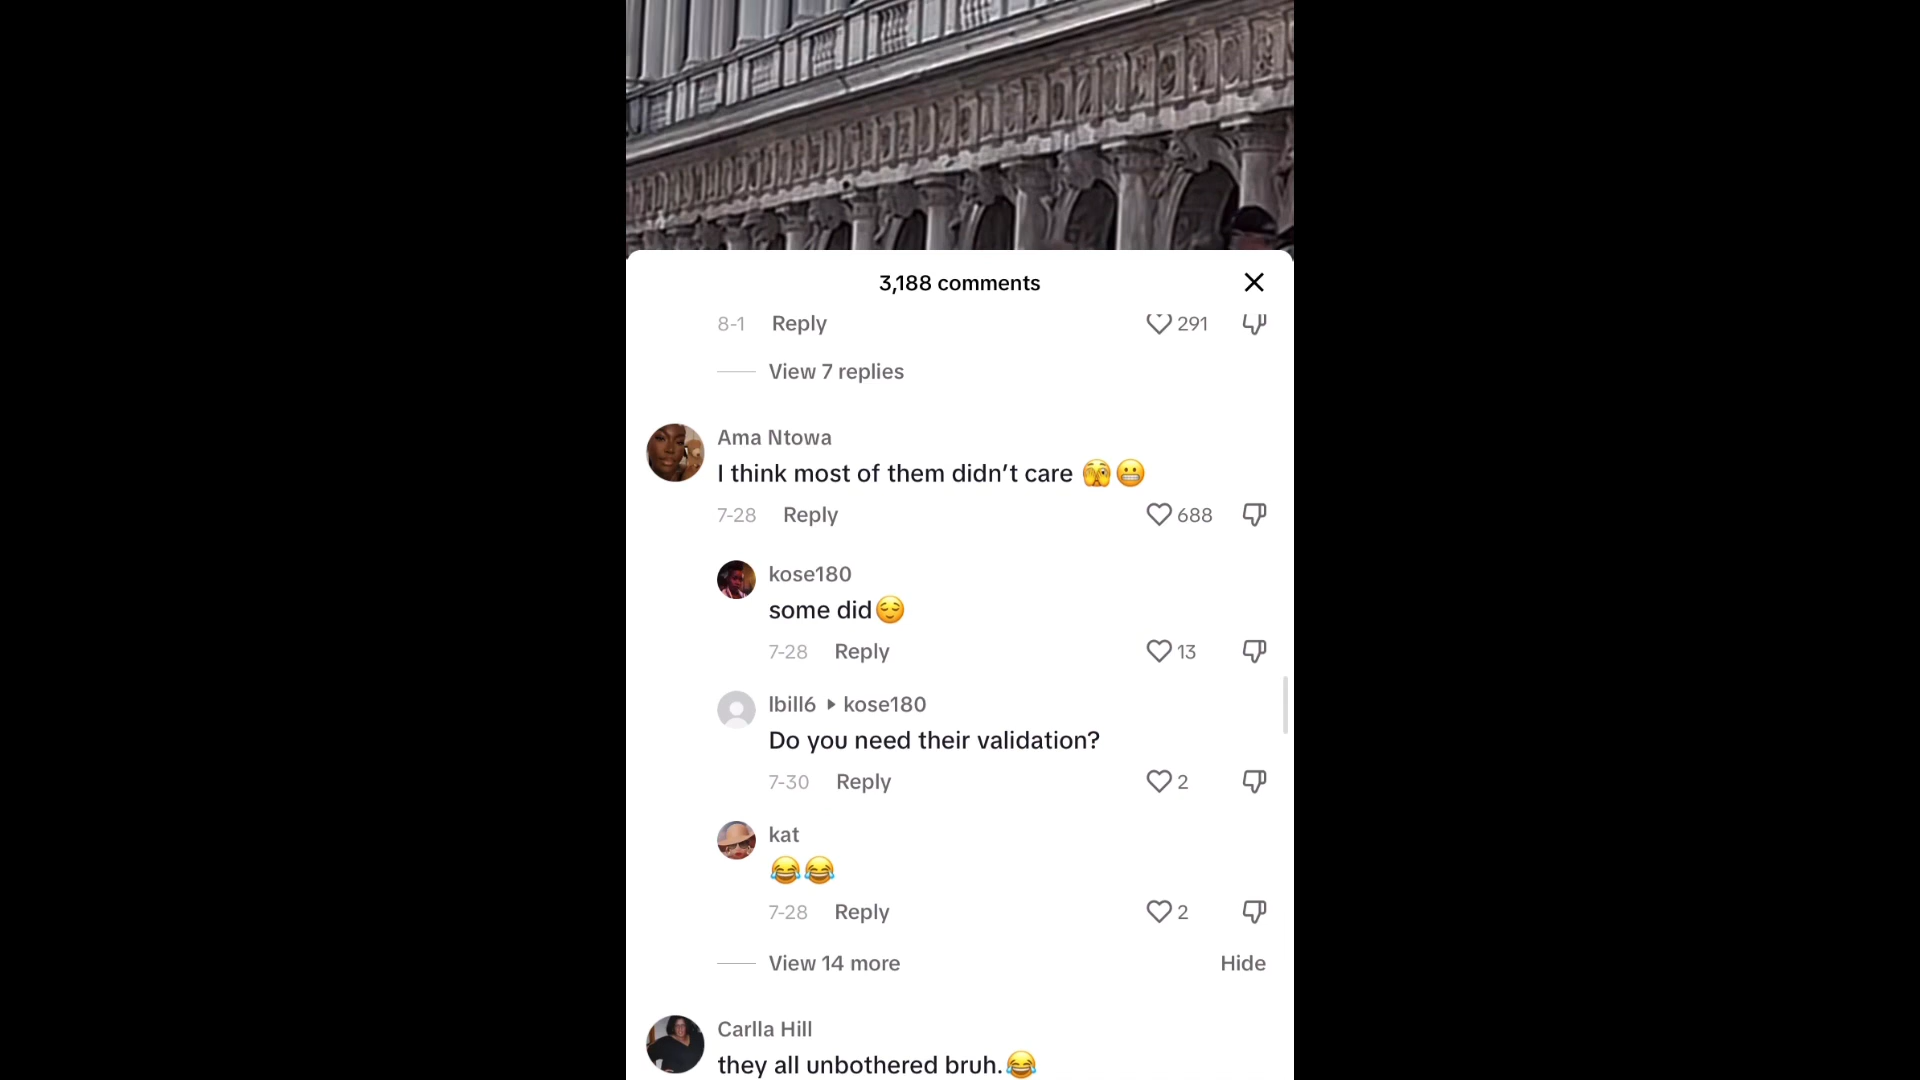 3,188 comments
8-1 Reply 291
View 7 replies
Ama Ntowa
I think most of them didn't care 🫣😬
7-28 Reply 688
kose180
some did😌
7-28 Reply 13
lbill6 ▸ kose180
Do you need their validation?
7-30 Reply 2
kat
😂😂
7-28 Reply 2
View 14 more Hide
Carlla Hill
they all unbothered bruh.😂